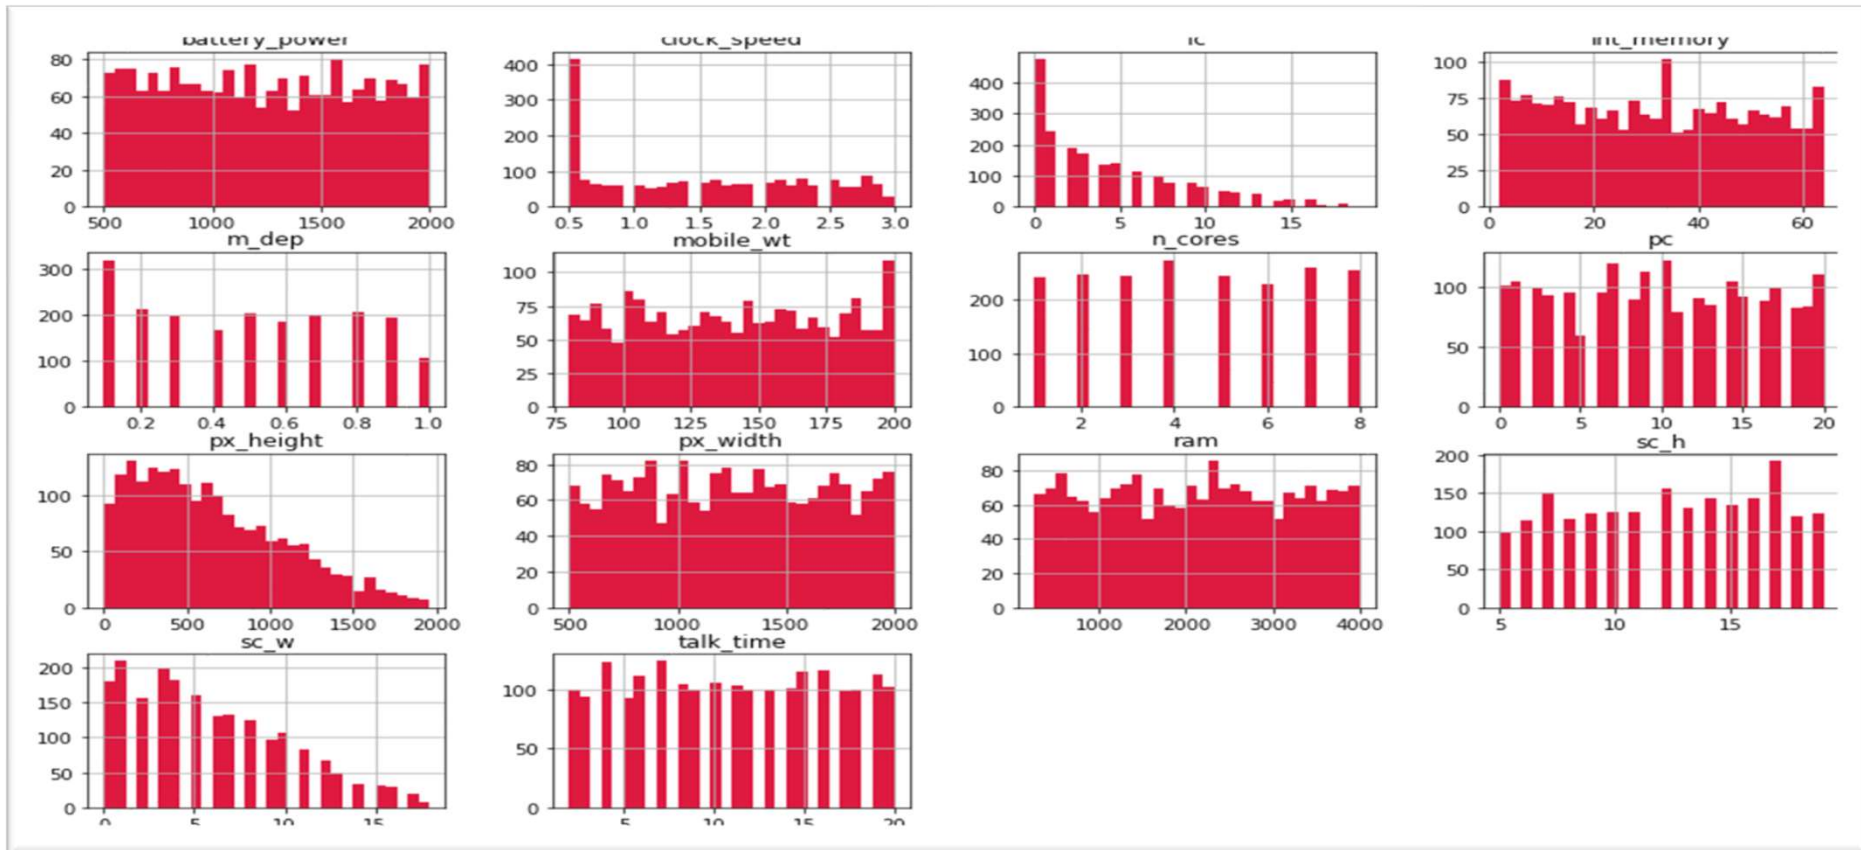 battery_power clock_speed fc int_memory
80 60 40 20 0
500 1000 1500 2000
400 300 200 100 0
0.5 1.0 1.5 2.0 2.5 3.0
400 300 200 100 0
0 5 10 15
100 75 50 25 0
0 20 40 60
m_dep mobile_wt n_cores pc
300 200 100 0
0.2 0.4 0.6 0.8 1.0
100 75 50 25 0
75 100 125 150 175 200
200 100 0
2 4 6 8
100 50 0
0 5 10 15 20
px_height px_width ram sc_h
100 50 0
0 500 1000 1500 2000
80 60 40 20 0
500 1000 1500 2000
80 60 40 20 0
1000 2000 3000 4000
200 150 100 50 0
5 10 15
sc_w talk_time
200 150 100 50 0
0 5 10 15
100 50 0
5 10 15 20